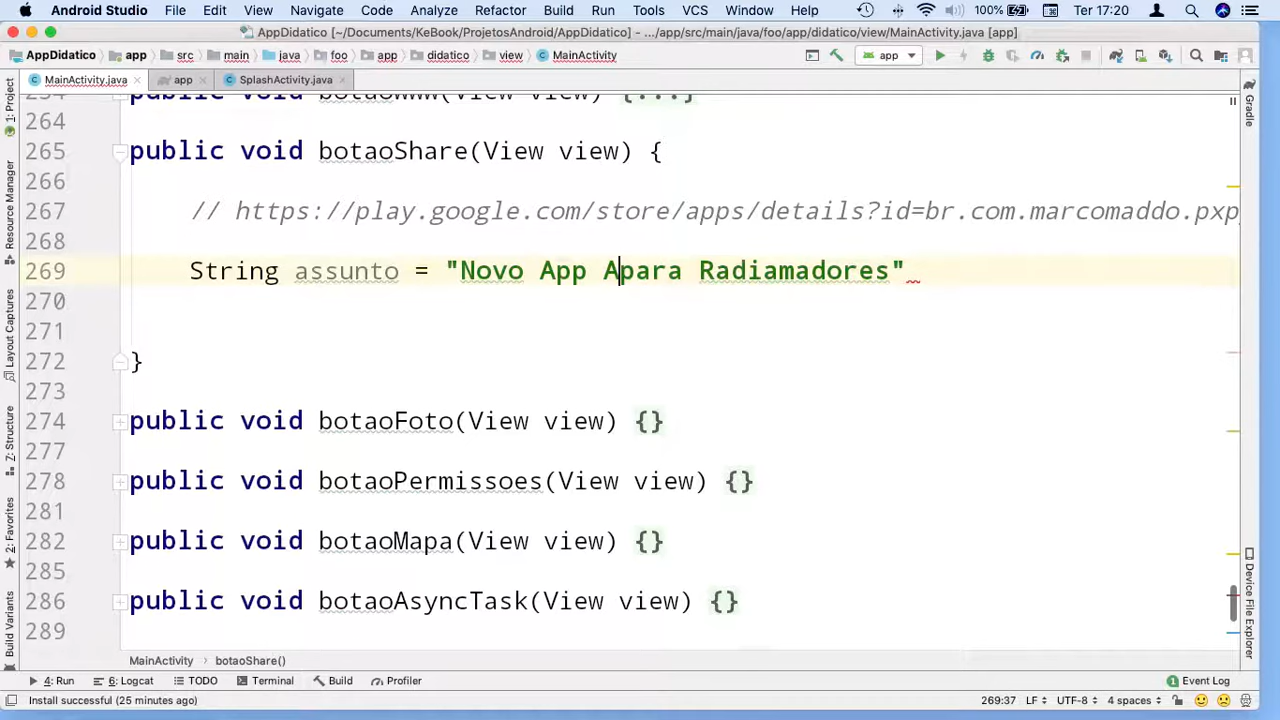 Android Studio File Edit View Navigate Code Analyze Refactor Build Run Tools VCS Window Help 100% Ter 17:20
AppDidatico [~/Documents/KeBook/ProjetosAndroid/AppDidatico] - .../app/src/main/java/foo/app/didatico/view/MainActivity.java [app]
AppDidatico app src main java foo app didatico view MainActivity app
MainActivity.java app SplashActivity.java
1: Project
Resource Manager
Layout Captures
Z: Structure
2: Favorites
Build Variants
public void botaoWww(View view) {...}
264
265 public void botaoShare(View view) {
266
267 // https://play.google.com/store/apps/details?id=br.com.marcomaddo.pxp
268
269 String assunto = "Novo App Apara Radiamadores"
270
271
272 }
273
274 public void botaoFoto(View view) {}
277
278 public void botaoPermissoes(View view) {}
281
282 public void botaoMapa(View view) {}
285
286 public void botaoAsyncTask(View view) {}
289
Gradle
Device File Explorer
MainActivity botaoShare()
4: Run 6: Logcat TODO Terminal Build Profiler 1 Event Log
Install successful (25 minutes ago) 269:37 LF UTF-8 4 spaces